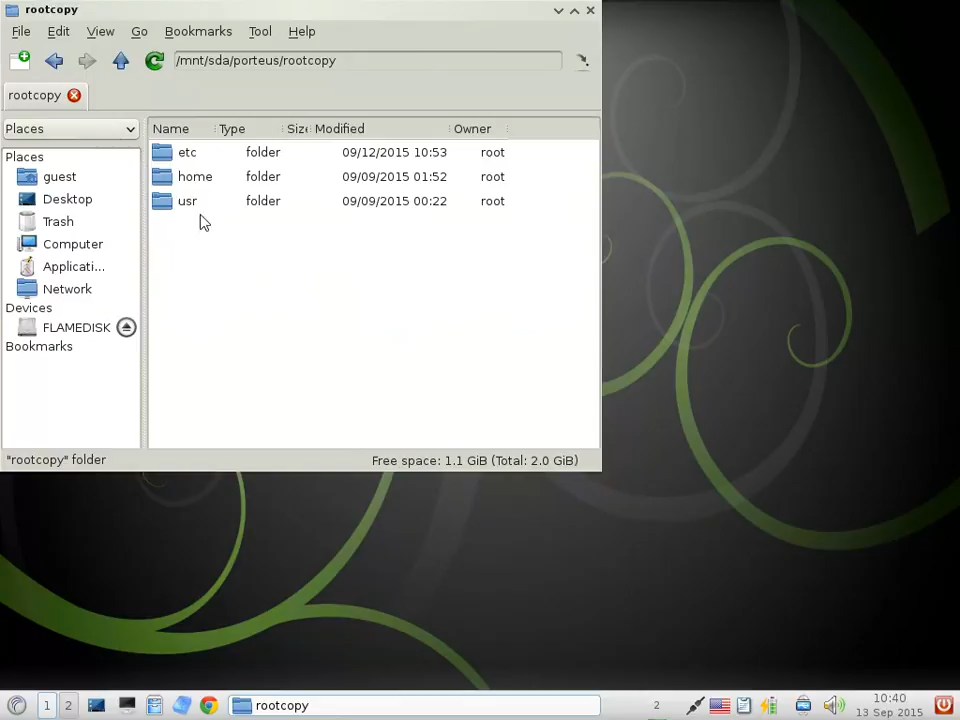 rootcopy
File Edit View Go Bookmarks Tool Help
/mnt/sda/porteus/rootcopy
rootcopy
Places
Name Type Size Modified Owner
Places
guest
Desktop
Trash
Computer
Applicati...
Network
Devices
FLAMEDISK
Bookmarks
etc folder 09/12/2015 10:53 root
home folder 09/09/2015 01:52 root
usr folder 09/09/2015 00:22 root
"rootcopy" folder Free space: 1.1 GiB (Total: 2.0 GiB)
1 2 rootcopy 2 10:40
13 Sep 2015